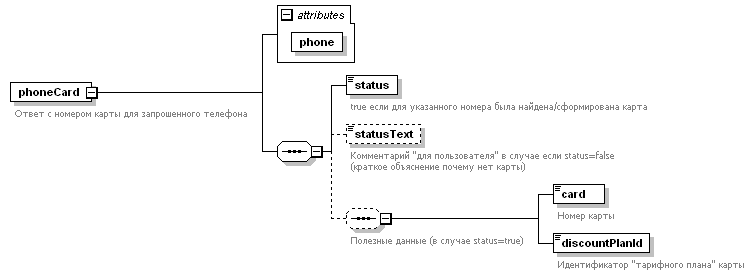 attributes
phone
phoneCard
Ответ с номером карты для запрошенного телефона
status
true если для указанного номера была найдена/сформирована карта
statusText
Комментарий "для пользователя" в случае если status=false
(краткое объяснение почему нет карты)
card
Номер карты
Полезные данные (в случае status=true)
discountPlanId
Идентификатор "тарифного плана" карты